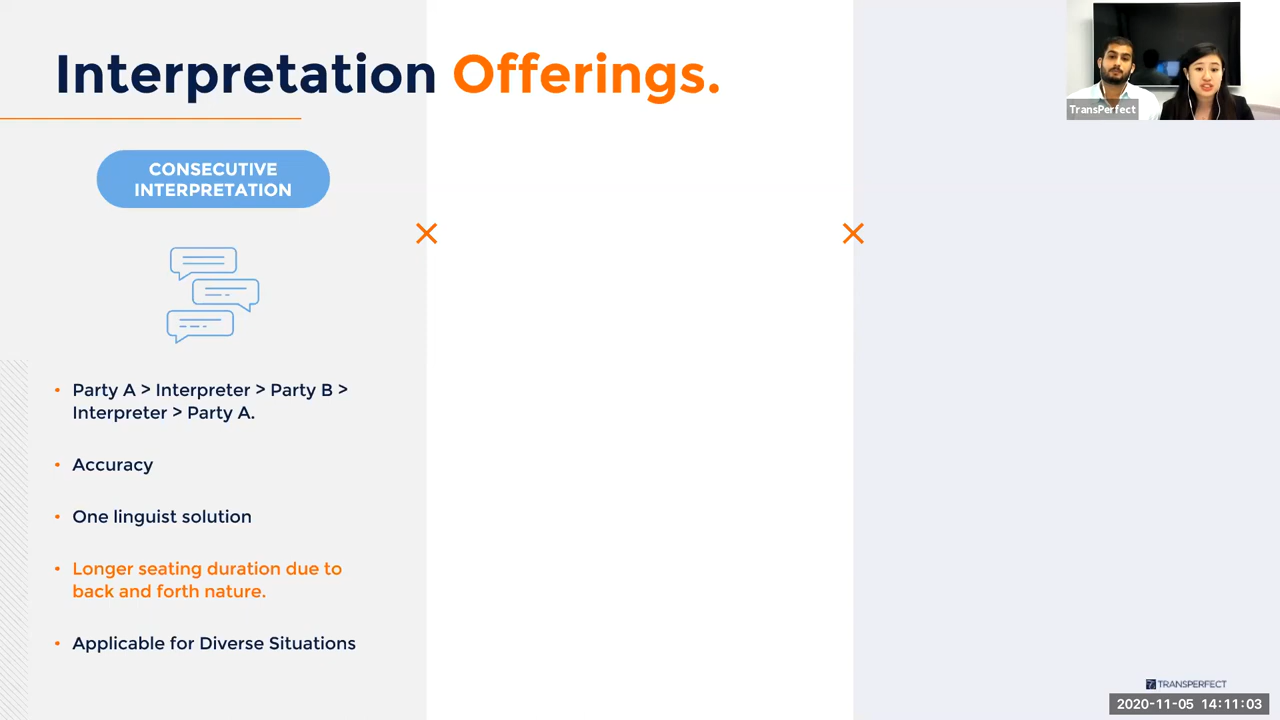 Interpretation Offerings.
TransPerfect
CONSECUTIVE
INTERPRETATION
• Party A > Interpreter > Party B >
Interpreter > Party A.
• Accuracy
• One linguist solution
• Longer seating duration due to
back and forth nature.
• Applicable for Diverse Situations
TRANSPERFECT
2020-11-05 14:11:03